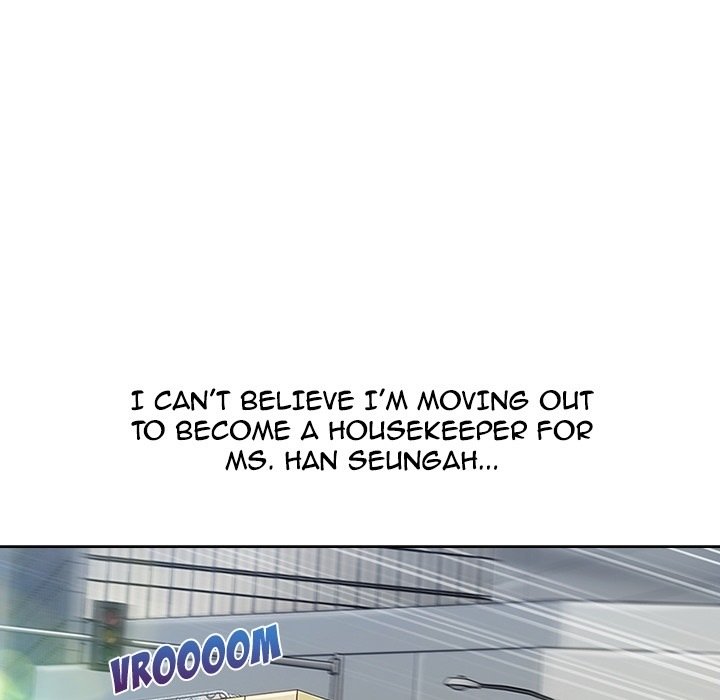 I CAN'T BELIEVE I'M MOVING OUT
TO BECOME A HOUSEKEEPER FOR
MS. HAN SEUNGAH...
VROOOOM